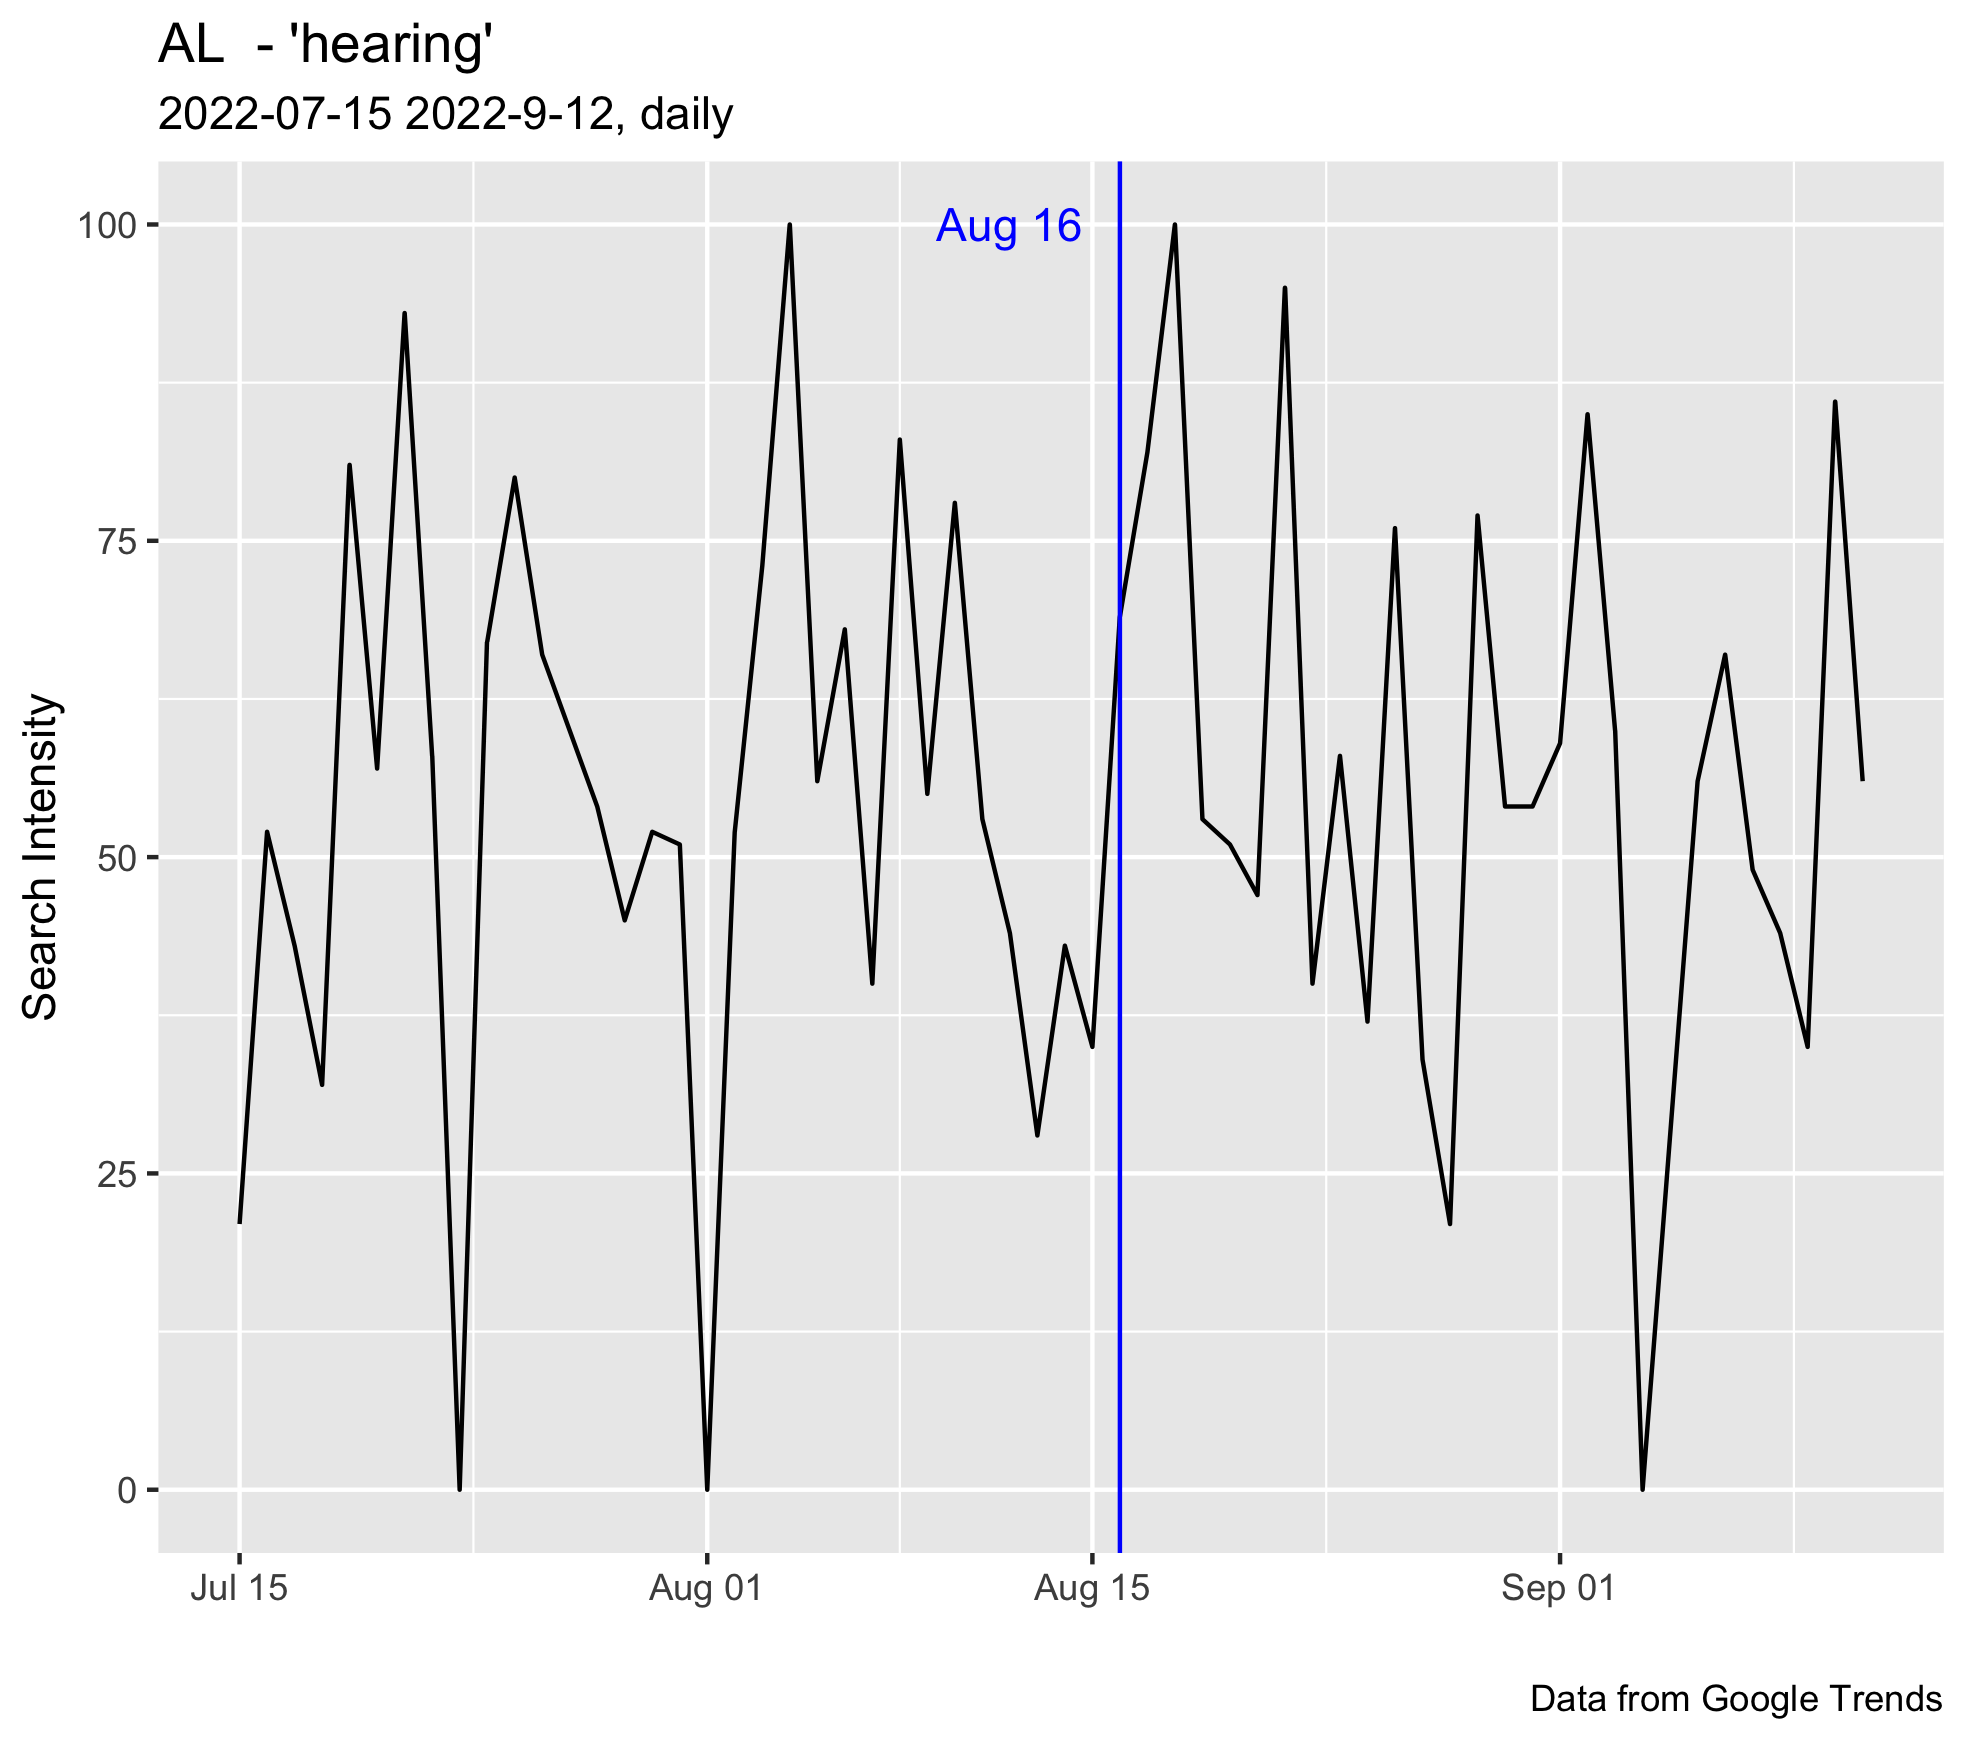 AL  - 'hearing'
2022-07-15 2022-9-12, daily
Aug 16
100
75
50
25
0
Search Intensity
Jul 15
Aug 01
Aug 15
Sep 01
Data from Google Trends